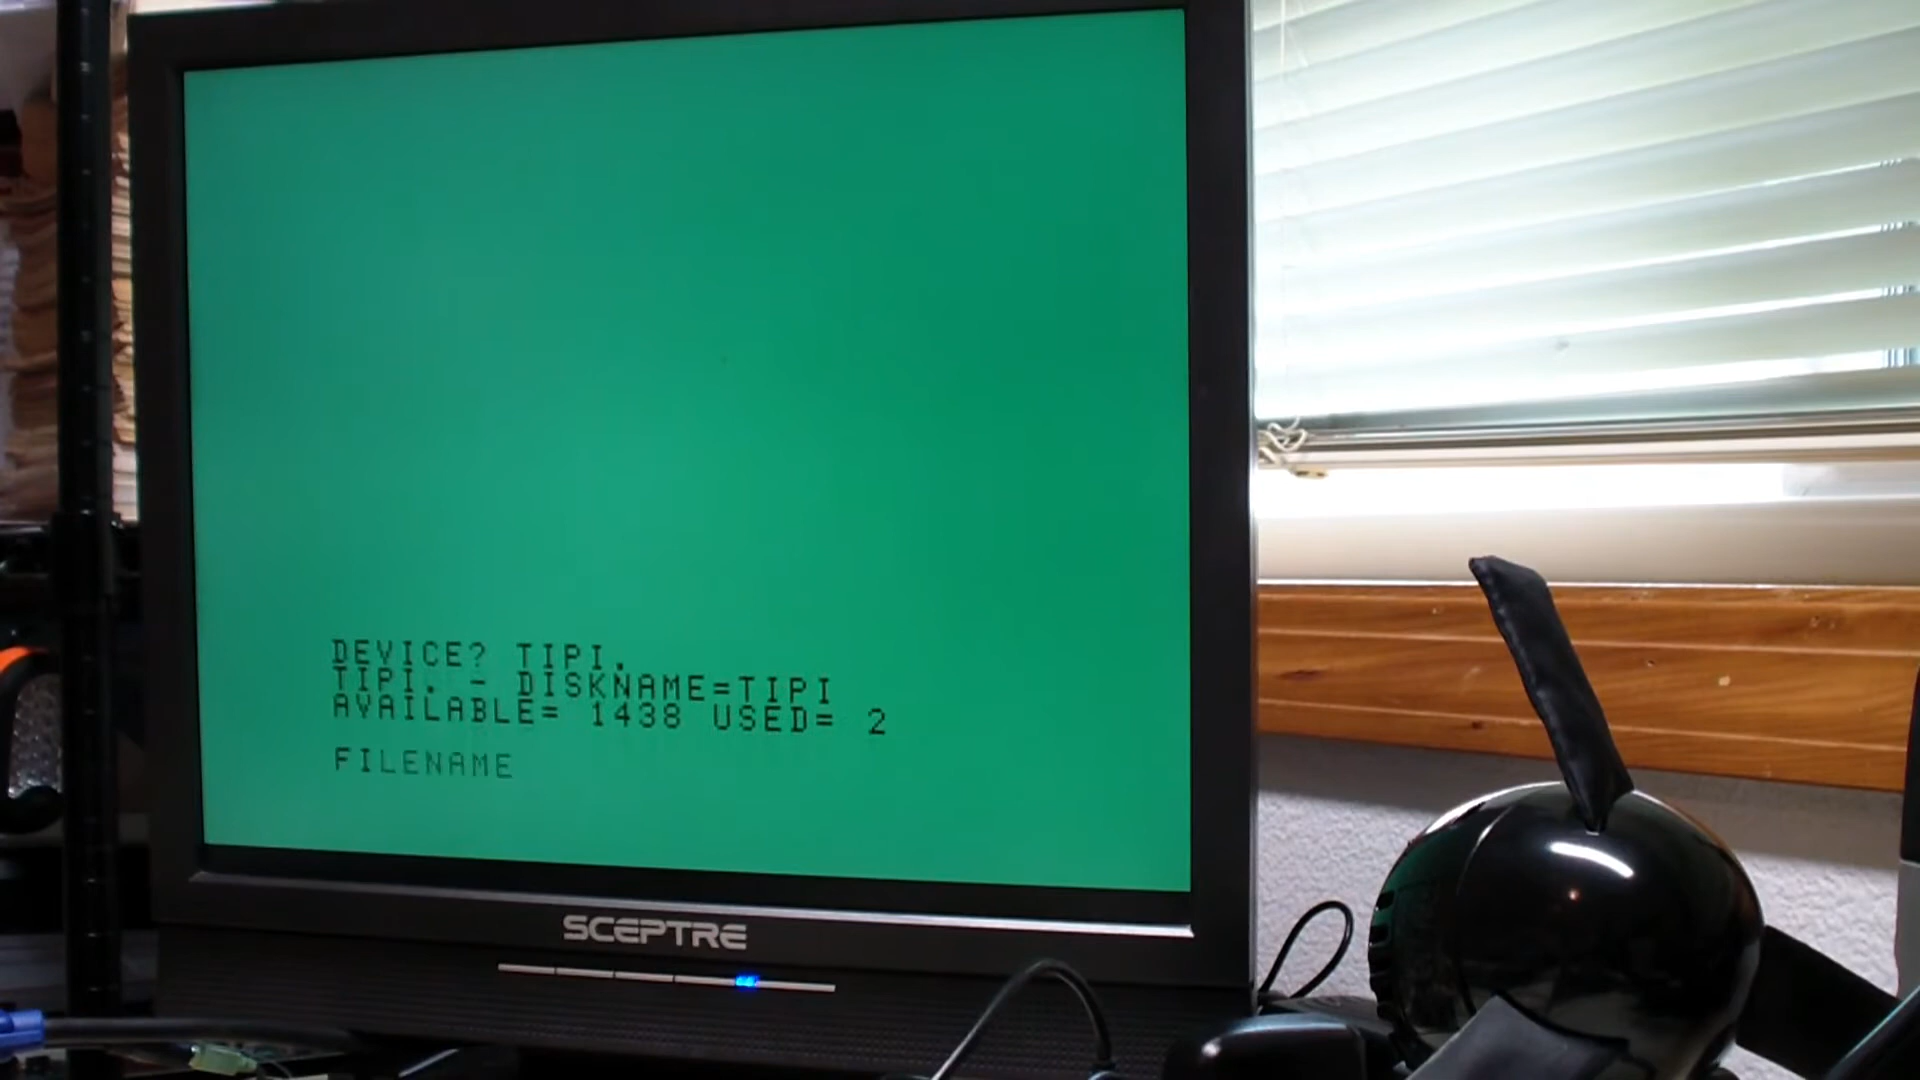 DEVICE? TIPI.
TIPI. - DISKNAME=TIPI
AVAILABLE= 1438 USED= 2
FILENAME
SCEPTRE